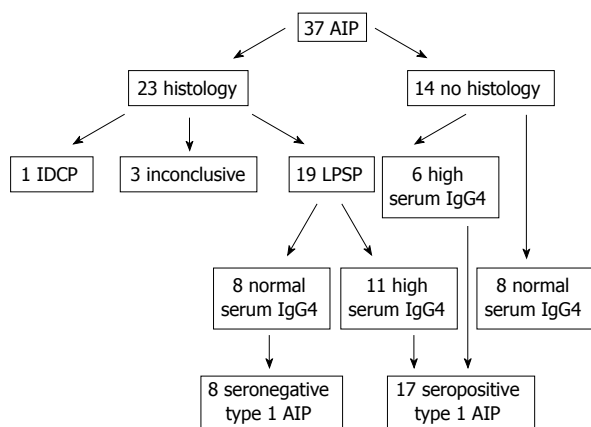 37 AIP
23 histology
14 no histology
1 IDCP
3 inconclusive
19 LPSP
6 high
serum IgG4
8 normal
serum IgG4
11 high
serum IgG4
8 normal
serum IgG4
8 seronegative
type 1 AIP
17 seropositive
type 1 AIP